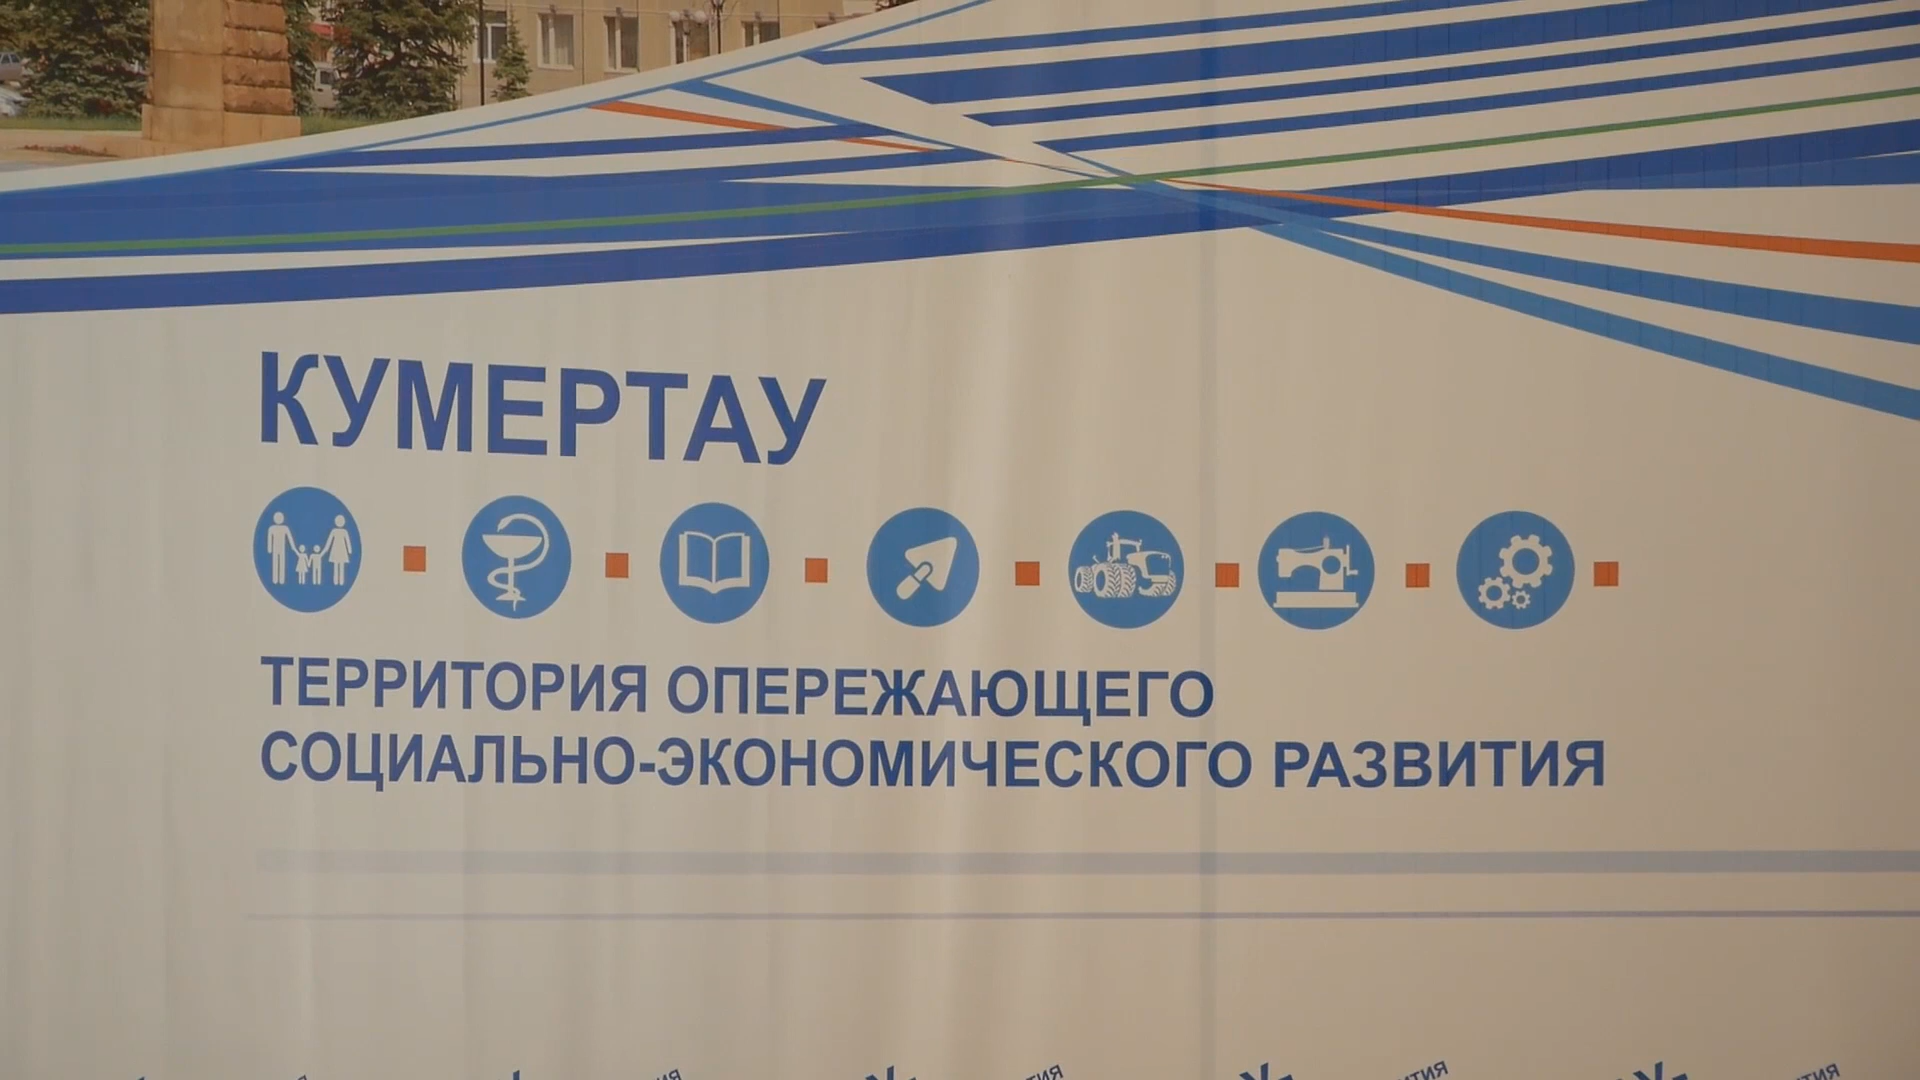 КУМЕРТАУ
ТЕРРИТОРИЯ ОПЕРЕЖАЮЩЕГО
СОЦИАЛЬНО-ЭКОНОМИЧЕСКОГО РАЗВИТИЯ